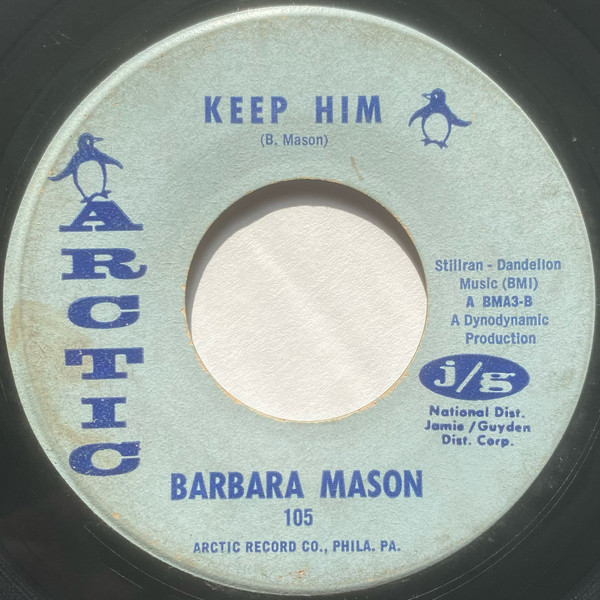 KEEP HIM
(B. Mason)
ARCTIC
Stillran - Dandelion
Music (BMI)
A BMA3-B
A Dynodynamic
Production
j/g
National Dist.
Jamie / Guyden
Dist. Corp.
BARBARA MASON
105
ARCTIC RECORD CO., PHILA. PA.